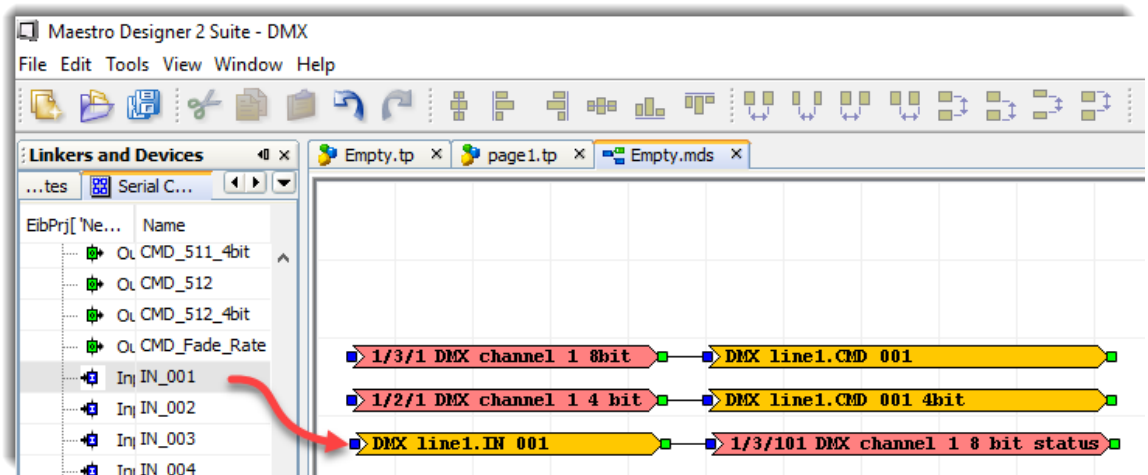 Maestro Designer 2 Suite - DMX
File Edit Tools View Window Help
Linkers and Devices
...tes
Serial C...
Empty.tp
page1.tp
Empty.mds
EibPrj['Ne...
Name
CMD_511_4bit
CMD_512
CMD_512_4bit
CMD_Fade_Rate
IN_001
IN_002
IN_003
IN_004
1/3/1 DMX channel 1 8bit
DMX line1.CMD 001
1/2/1 DMX channel 1 4 bit
DMX line1.CMD 001 4bit
DMX line1.IN 001
1/3/101 DMX channel 1 8 bit status